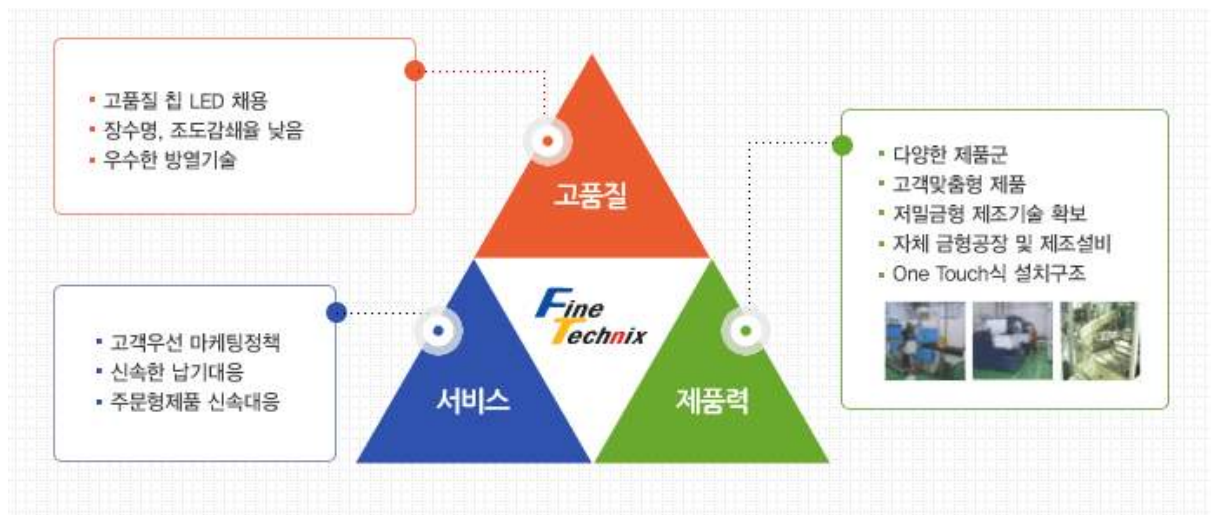 고품질 칩 LED 채용
장수명, 조도감쇄율 낮음
우수한 방열기술
고품질
다양한 제품군
고객맞춤형 제품
저밀금형 제조기술 확보
자체 금형공장 및 제조설비
One Touch식 설치구조
Fine
Technix
고객우선 마케팅정책
신속한 납기대응
주문형제품 신속대응
서비스
제품력